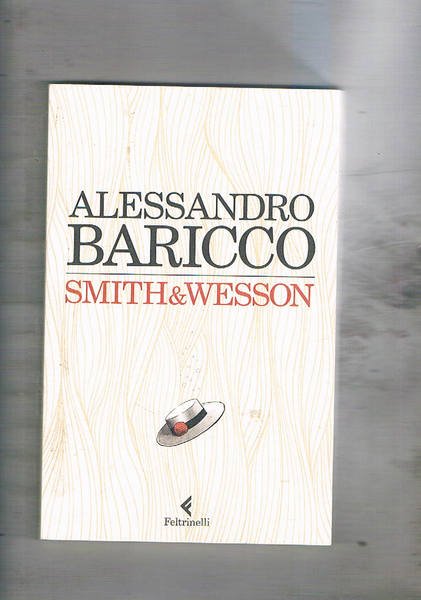 ALESSANDRO
BARICCO
SMITH&WESSON
Feltrinelli